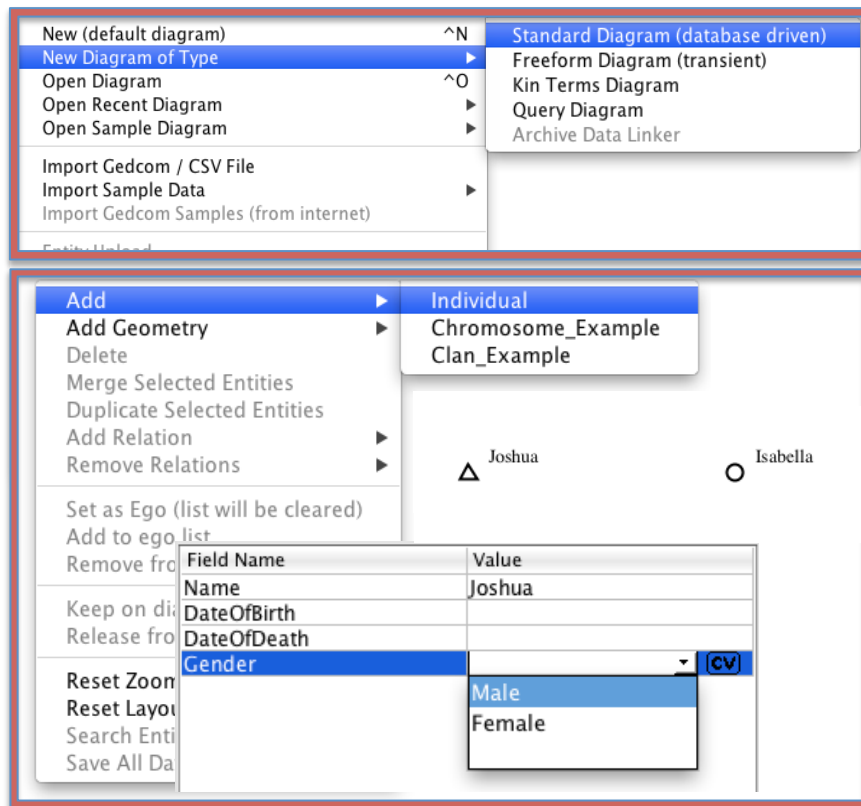 New (default diagram) ^N
New Diagram of Type
Open Diagram ^O
Open Recent Diagram
Open Sample Diagram
Import Gedcom / CSV File
Import Sample Data
Import Gedcom Samples (from internet)
Standard Diagram (database driven)
Freeform Diagram (transient)
Kin Terms Diagram
Query Diagram
Archive Data Linker
Add
Add Geometry
Delete
Merge Selected Entities
Duplicate Selected Entities
Add Relation
Remove Relations
Set as Ego (list will be cleared)
Add to ego list
Remove fro
Keep on dia
Release fro
Reset Zoom
Reset Layou
Search Enti
Save All Da
Individual
Chromosome_Example
Clan_Example
Joshua
Isabella
Field Name Value
Name Joshua
DateOfBirth
DateOfDeath
Gender CV
Male
Female